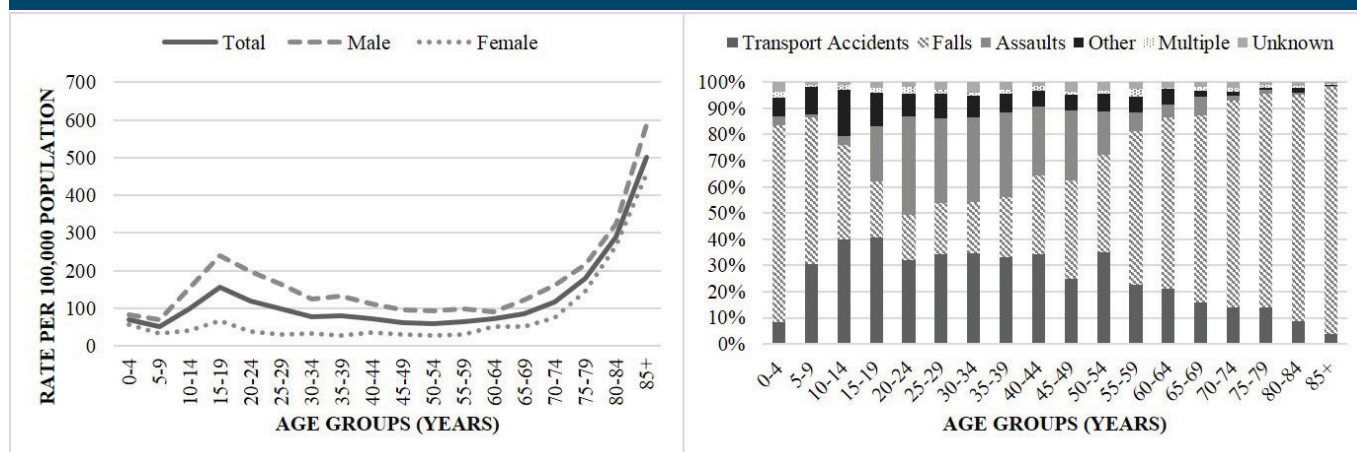 Total Male Female
700
600
500
400
300
200
100
0
RATE PER 100,000 POPULATION
0-4 5-9 10-14 15-19 20-24 25-29 30-34 35-39 40-44 45-49 50-54 55-59 60-64 65-69 70-74 75-79 80-84 85+
AGE GROUPS (YEARS)
Transport Accidents Falls Assaults Other Multiple Unknown
100%
90%
80%
70%
60%
50%
40%
30%
20%
10%
0%
0-4 5-9 10-14 15-19 20-24 25-29 30-34 35-39 40-44 45-49 50-54 55-59 60-64 65-69 70-74 75-79 80-84 85+
AGE GROUPS (YEARS)